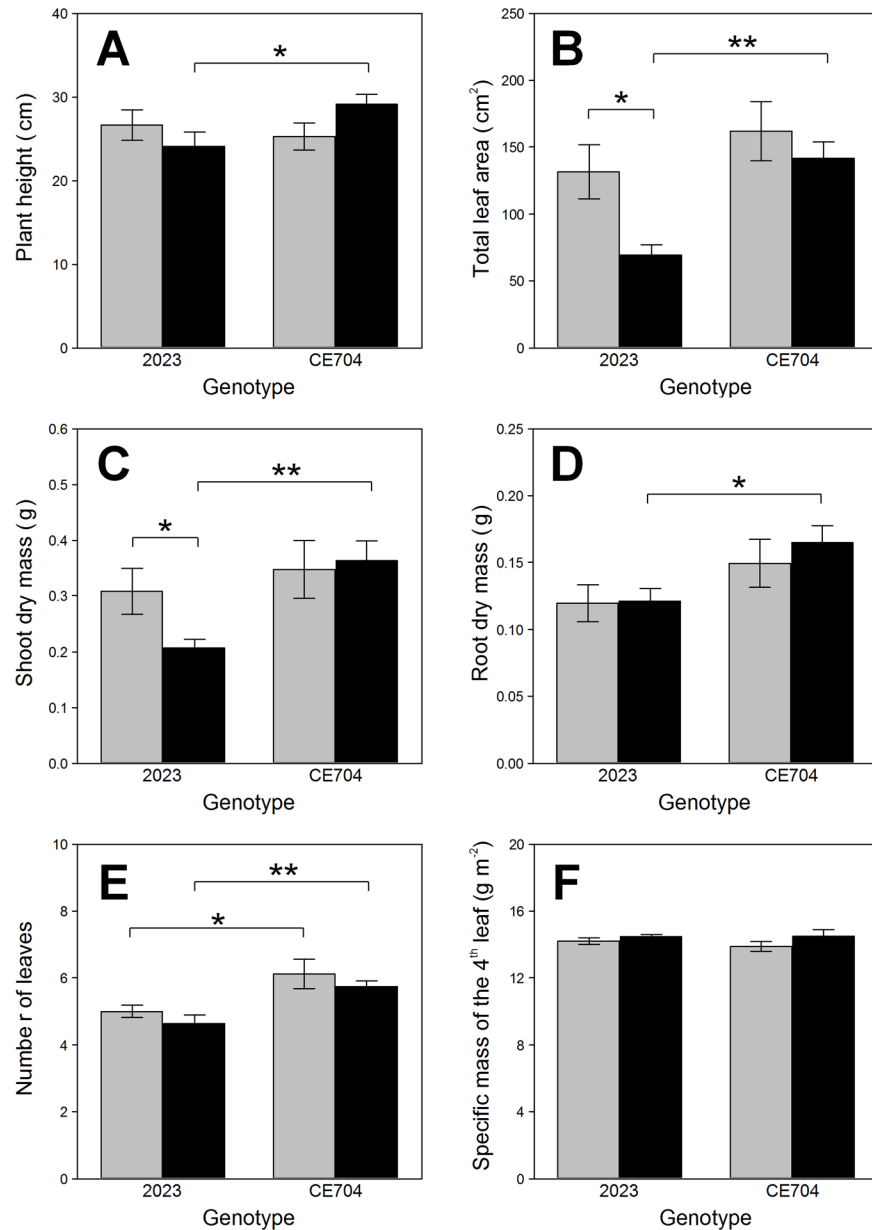 A
Plant height (cm)
40
30
20
10
0
*
2023
CE704
Genotype
B
Total leaf area (cm²)
250
200
150
100
50
0
*
**
2023
CE704
Genotype
C
Shoot dry mass (g)
0.6
0.5
0.4
0.3
0.2
0.1
0.0
*
**
2023
CE704
Genotype
D
Root dry mass (g)
0.25
0.20
0.15
0.10
0.05
0.00
*
2023
CE704
Genotype
E
Numbe r of leaves
10
8
6
4
2
0
*
**
2023
CE704
Genotype
F
Specific mass of the 4th leaf (g m-2)
20
16
12
8
4
0
2023
CE704
Genotype